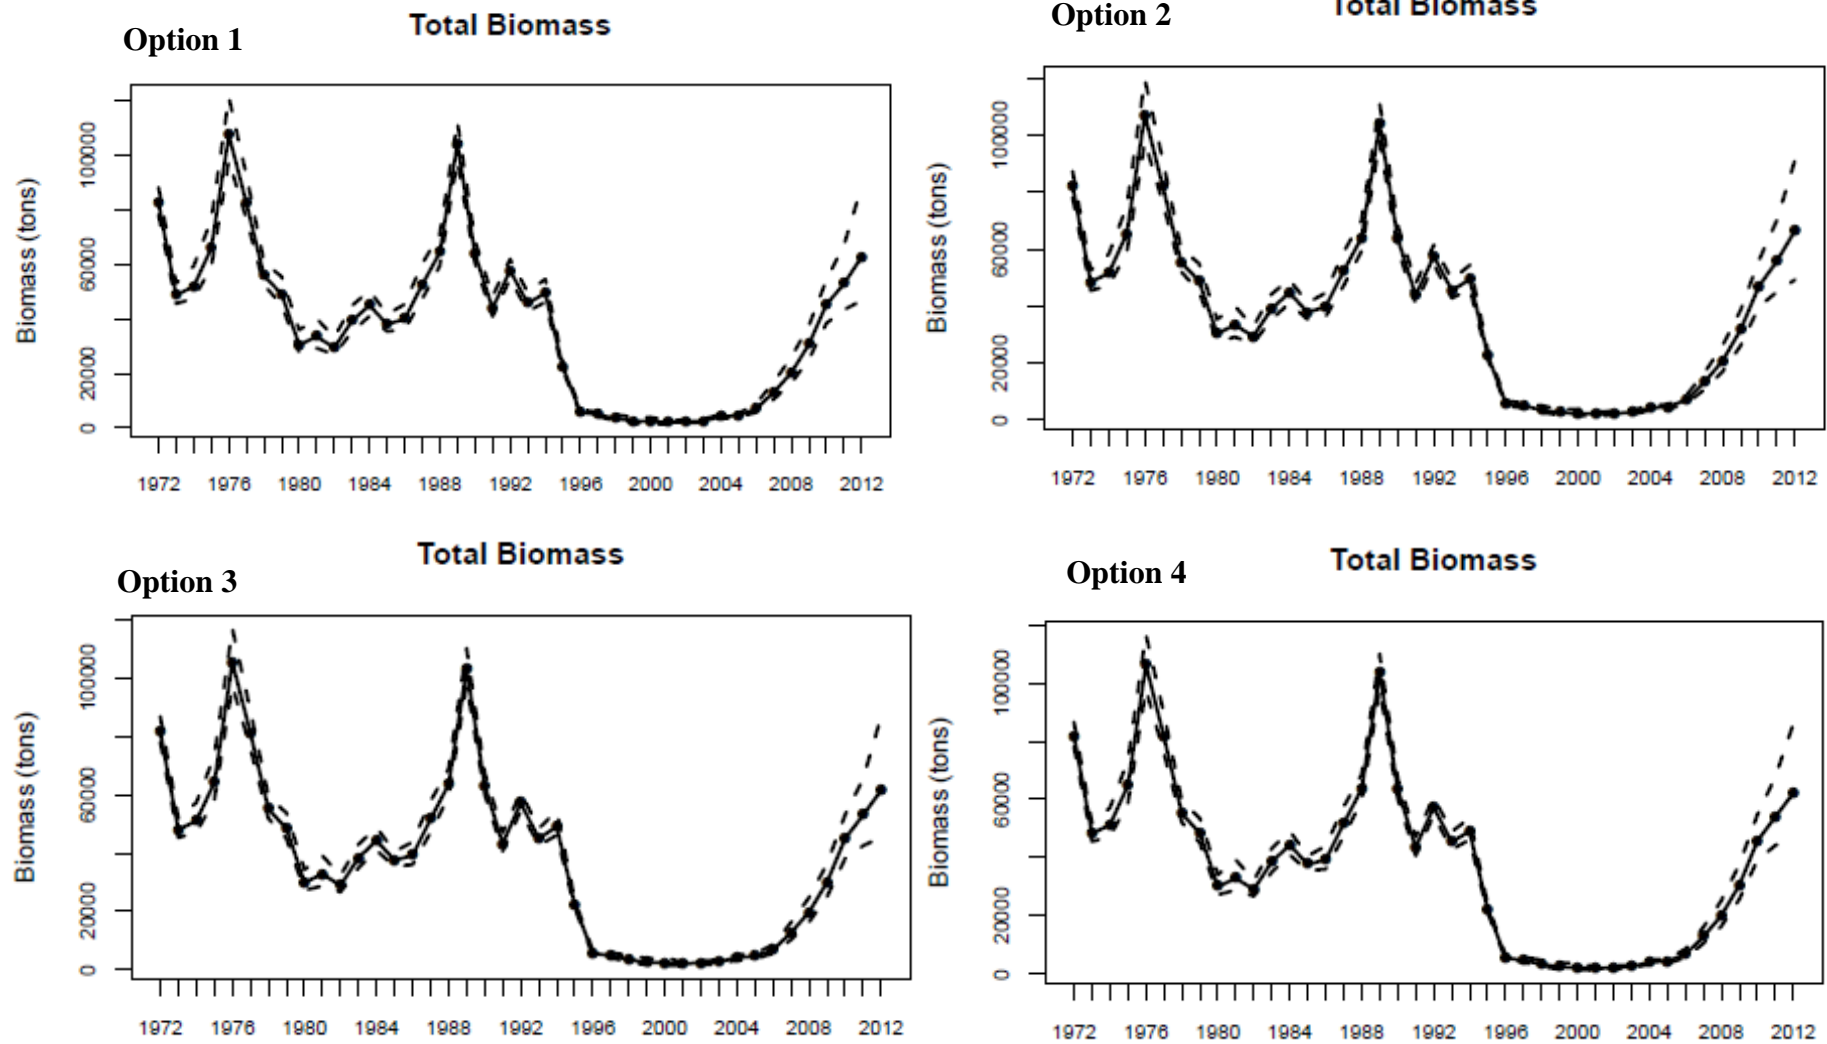 Option 1
Total Biomass
Biomass (tons)
0
20000
60000
100000
1972 1976 1980 1984 1988 1992 1996 2000 2004 2008 2012
Option 2
Total Biomass
Biomass (tons)
0
20000
60000
100000
1972 1976 1980 1984 1988 1992 1996 2000 2004 2008 2012
Option 3
Total Biomass
Biomass (tons)
0
20000
60000
100000
1972 1976 1980 1984 1988 1992 1996 2000 2004 2008 2012
Option 4
Total Biomass
Biomass (tons)
0
20000
60000
100000
1972 1976 1980 1984 1988 1992 1996 2000 2004 2008 2012